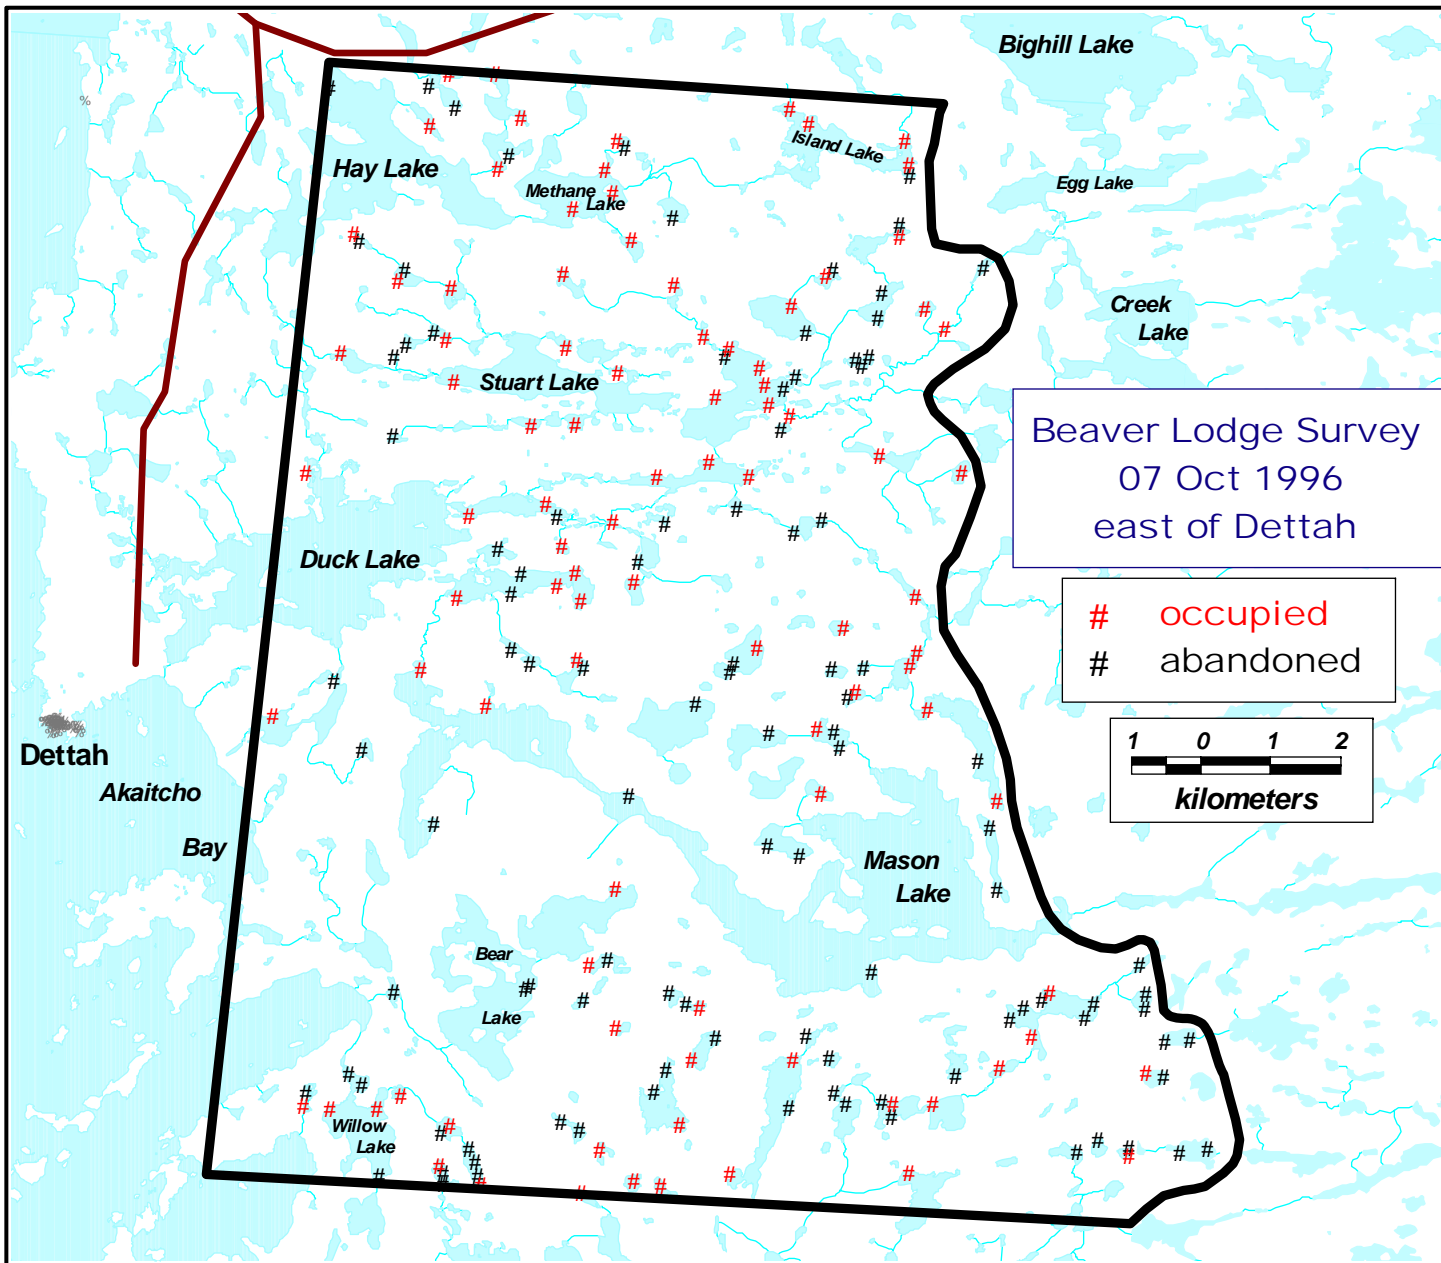 Bighill Lake
Island Lake
Hay Lake
Methane
Lake
Egg Lake
Creek
Lake
Stuart Lake
Beaver Lodge Survey
07 Oct 1996
east of Dettah
Duck Lake
# occupied
# abandoned
Dettah
1 0 1 2
kilometers
Akaitcho
Bay
Mason
Lake
Bear
Lake
Willow
Lake